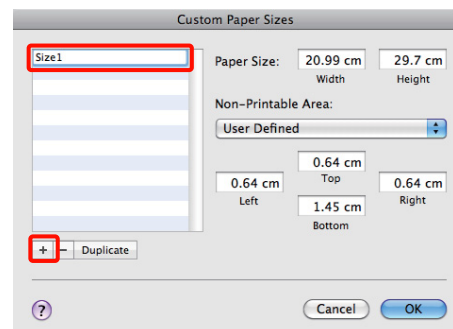 Custom Paper Sizes
Size1
Paper Size:
20.99 cm
29.7 cm
Width
Height
Non-Printable Area:
User Defined
0.64 cm
Top
0.64 cm
Left
0.64 cm
Right
1.45 cm
Bottom
+
−
Duplicate
?
Cancel
OK